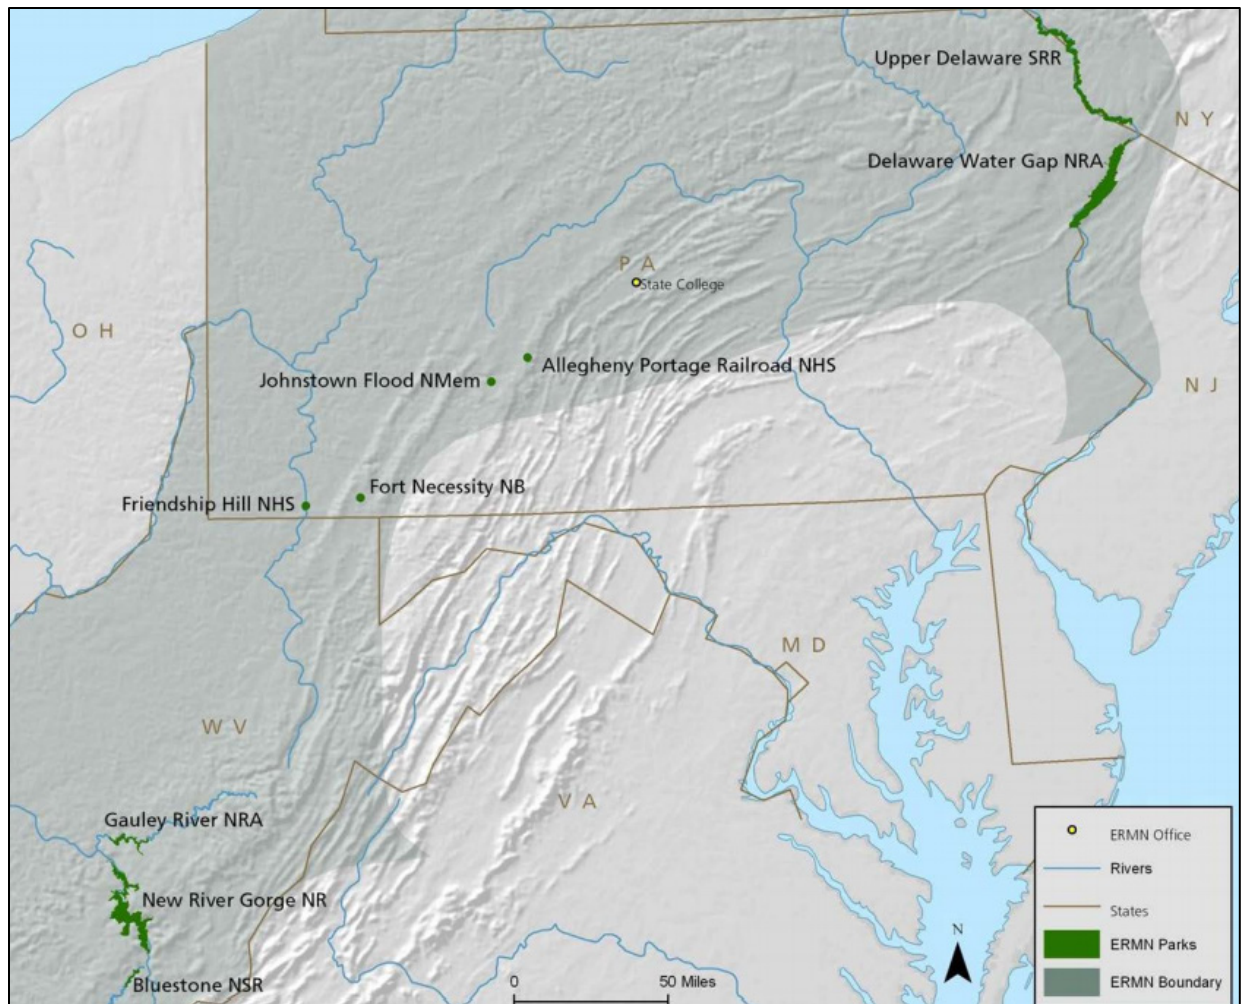 Upper Delaware SRR
N Y
Delaware Water Gap NRA
P A
State College
O H
Allegheny Portage Railroad NHS
Johnstown Flood NMem
N J
Fort Necessity NB
Friendship Hill NHS
M D
W V
V A
Gauley River NRA
New River Gorge NR
Bluestone NSR
0 50 Miles
N
ERMN Office
Rivers
States
ERMN Parks
ERMN Boundary